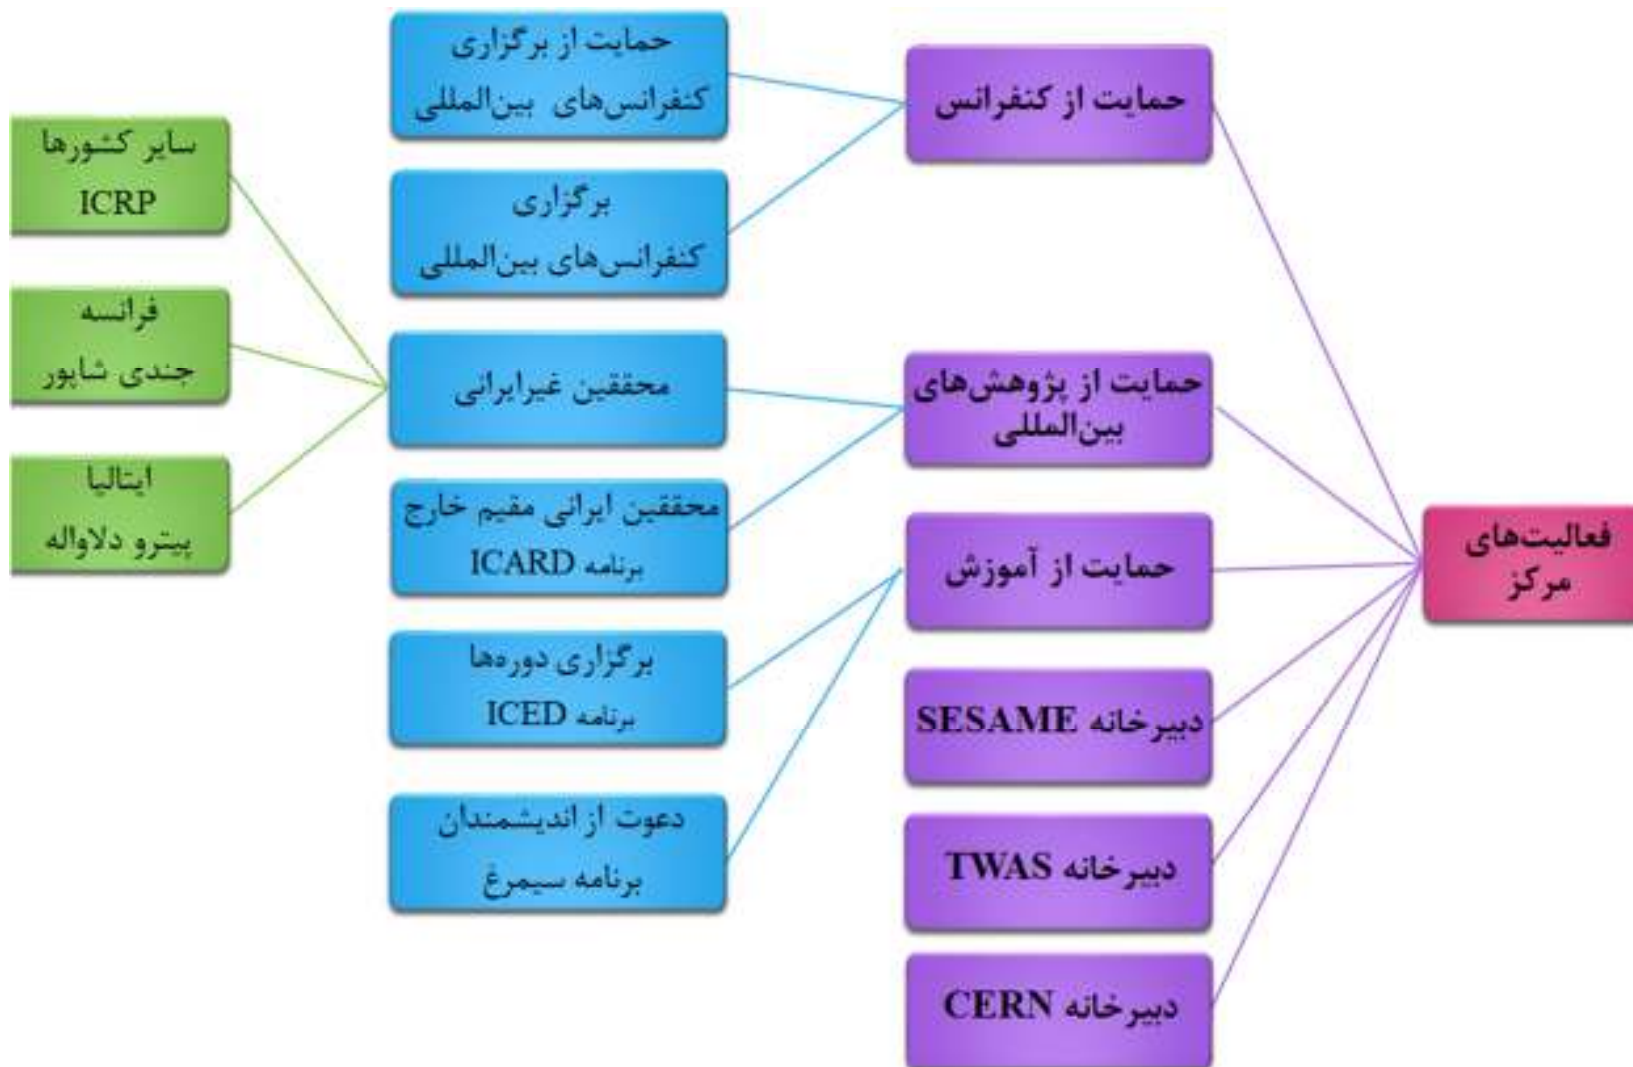 فعالیت‌های
مرکز
حمایت از کنفرانس
حمایت از پژوهش‌های
بین‌المللی
حمایت از آموزش
دبیرخانه SESAME
دبیرخانه TWAS
دبیرخانه CERN
حمایت از برگزاری
کنفرانس‌های بین‌المللی
برگزاری
کنفرانس‌های بین‌المللی
محققین غیرایرانی
محققین ایرانی مقیم خارج
برنامه ICARD
برگزاری دوره‌ها
برنامه ICED
دعوت از اندیشمندان
برنامه سیمرغ
سایر کشورها
ICRP
فرانسه
جندی شاپور
ایتالیا
پیترو دلاواله